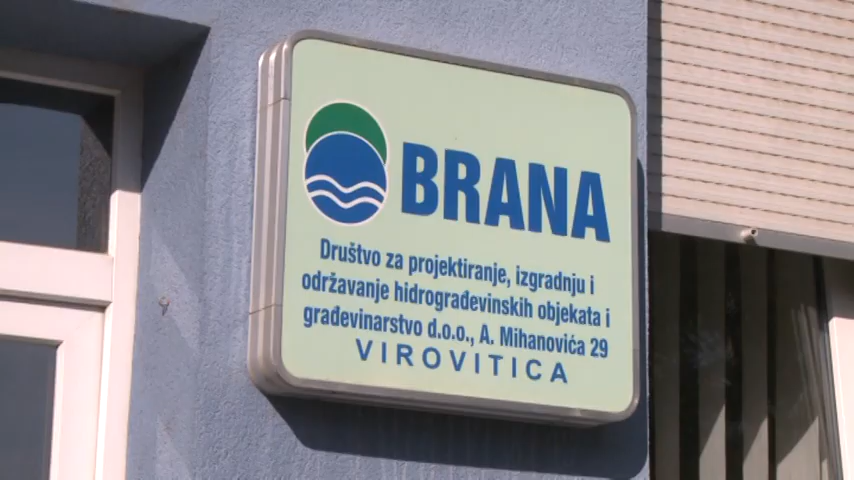 BRANA
Društvo za projektiranje, izgradnju i
održavanje hidrograđevinskih objekata i
građevinarstvo d.o.o., A. Mihanovića 29
VIROVITICA